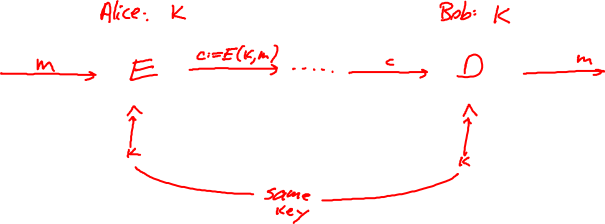 Alice: K
Bob: K
m
E
c:=E(K,m)
.....
c
D
m
K
K
same
key